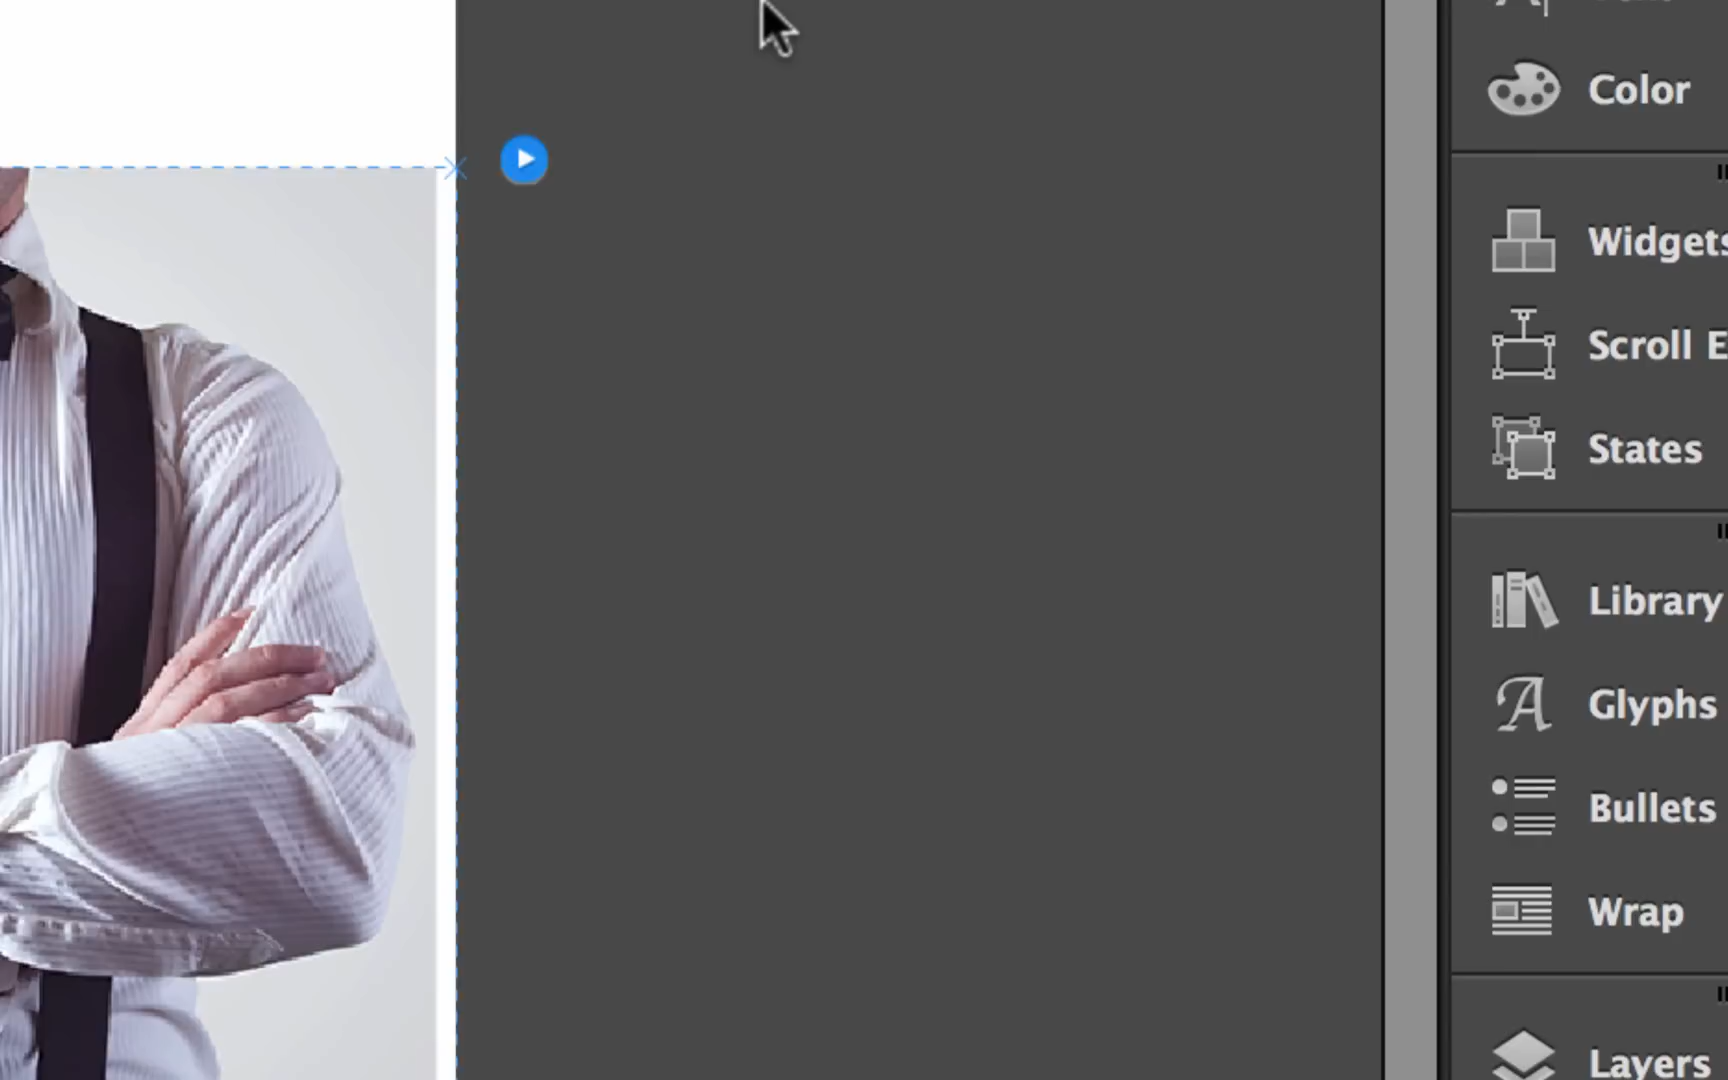 Color
Widgets
Scroll E
States
Library
Glyphs
Bullets
Wrap
Layers